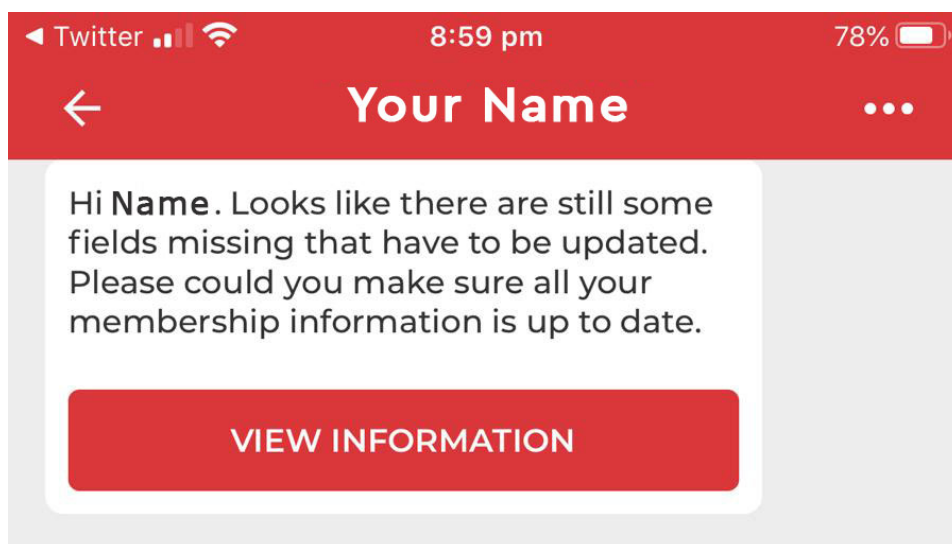 Twitter 8:59 pm 78%
Your Name
Hi Name. Looks like there are still some
fields missing that have to be updated.
Please could you make sure all your
membership information is up to date.
VIEW INFORMATION